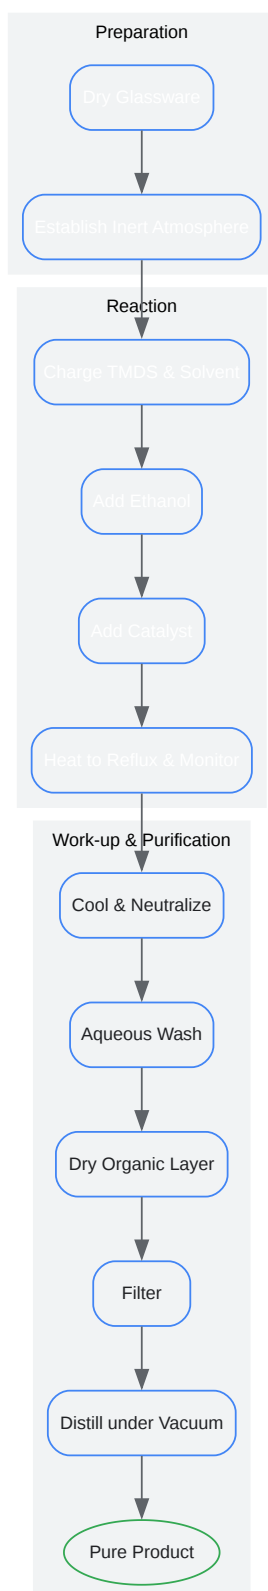 Preparation
Dry Glassware
Establish Inert Atmosphere
Reaction
Charge TMDS & Solvent
Add Ethanol
Add Catalyst
Heat to Reflux & Monitor
Work-up & Purification
Cool & Neutralize
Aqueous Wash
Dry Organic Layer
Filter
Distill under Vacuum
Pure Product